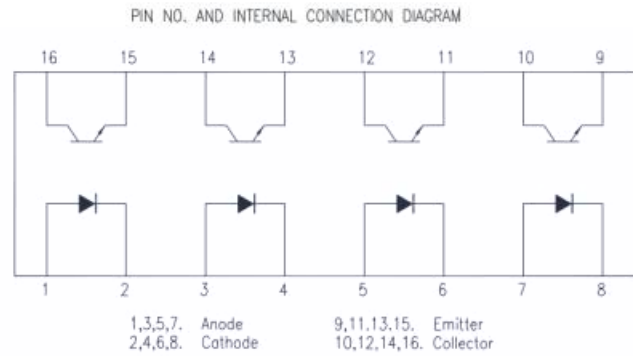 PIN NO. AND INTERNAL CONNECTION DIAGRAM
16 15 14 13 12 11 10 9
1 2 3 4 5 6 7 8
1,3,5,7. Anode 9,11.13.15. Emitter
2,4,6,8. Cathode 10,12,14,16. Collector